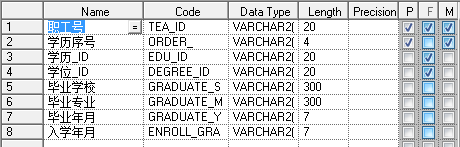 Name Code Data Type Length Precision P F M
1 职工号 = TEA_ID VARCHAR2( 20
2 学历序号 ORDER_ VARCHAR2( 4
3 学历_ID EDU_ID VARCHAR2( 20
4 学位_ID DEGREE_ID VARCHAR2( 20
5 毕业学校 GRADUATE_S VARCHAR2( 300
6 毕业专业 GRADUATE_M VARCHAR2( 300
7 毕业年月 GRADUATE_Y VARCHAR2( 7
8 入学年月 ENROLL_GRA VARCHAR2( 7